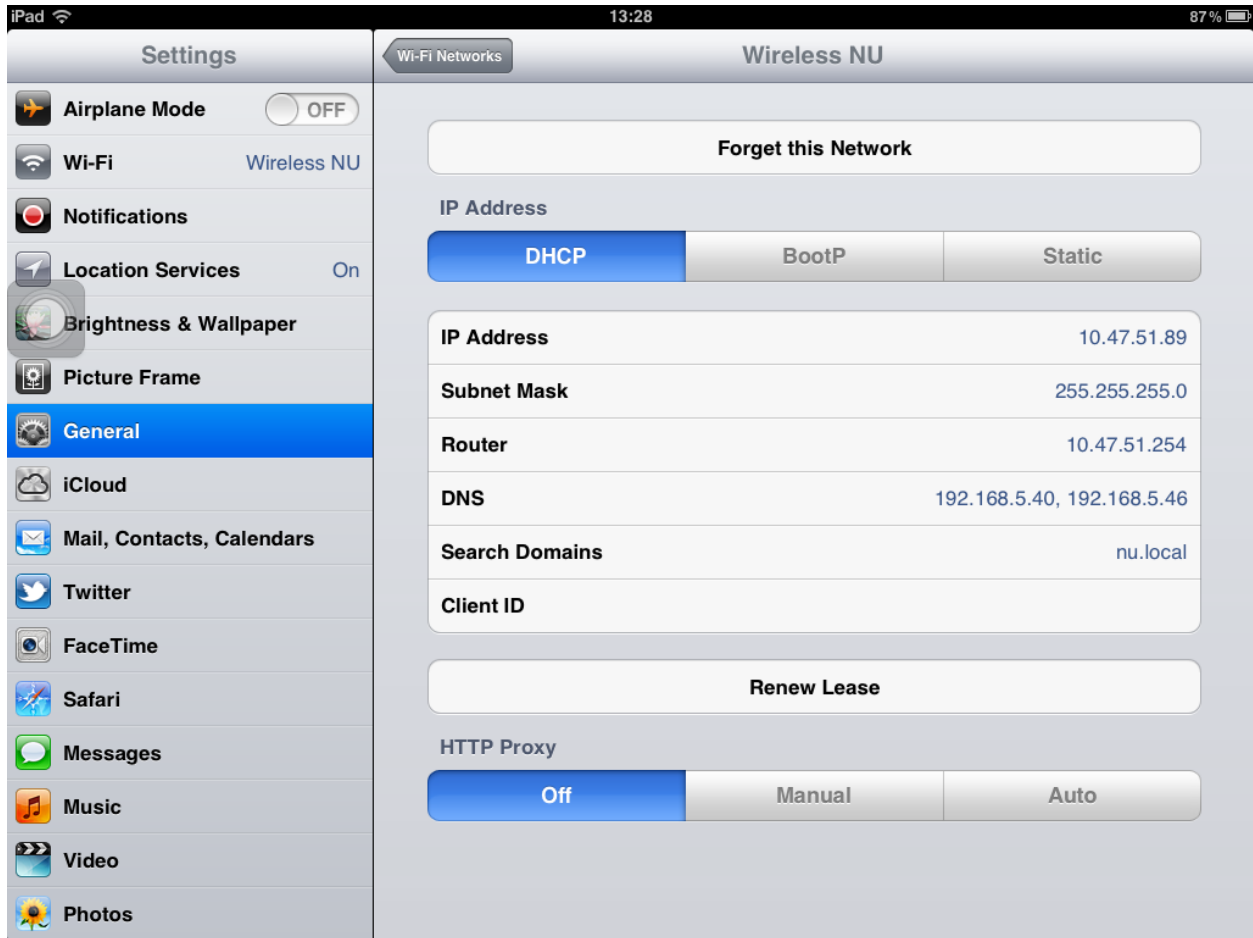 iPad 13:28 87%
Settings
Airplane Mode OFF
Wi-Fi Wireless NU
Notifications
Location Services On
Brightness & Wallpaper
Picture Frame
General
iCloud
Mail, Contacts, Calendars
Twitter
FaceTime
Safari
Messages
Music
Video
Photos
Wi-Fi Networks Wireless NU
Forget this Network
IP Address
DHCP BootP Static
IP Address 10.47.51.89
Subnet Mask 255.255.255.0
Router 10.47.51.254
DNS 192.168.5.40, 192.168.5.46
Search Domains nu.local
Client ID
Renew Lease
HTTP Proxy
Off Manual Auto